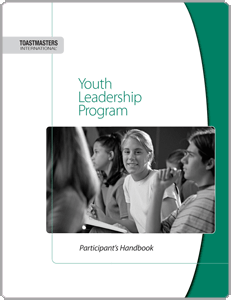 TOASTMASTERS
INTERNATIONAL
Youth
Leadership
Program
Participant's Handbook